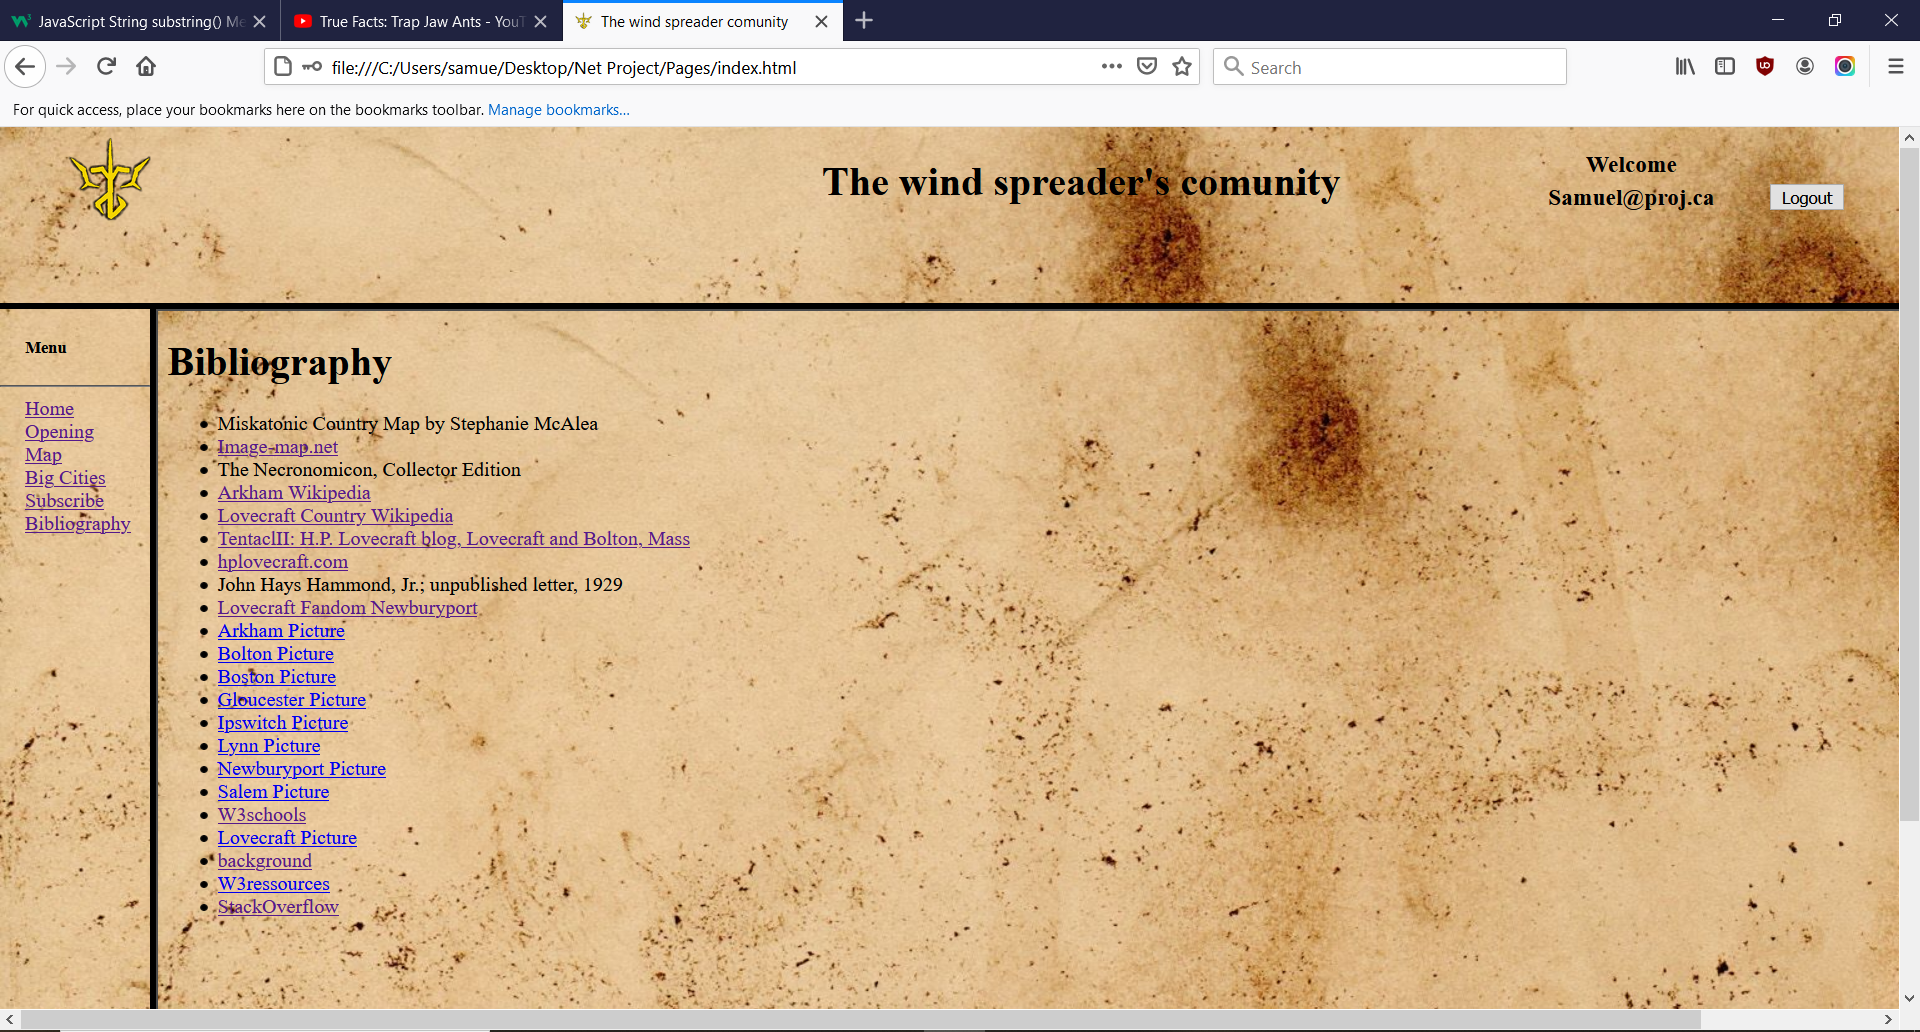 JavaScript String substring() Me
True Facts: Trap Jaw Ants - YouT
The wind spreader comunity
file:///C:/Users/samue/Desktop/Net Project/Pages/index.html
Search
For quick access, place your bookmarks here on the bookmarks toolbar. Manage bookmarks...
The wind spreader's comunity
Welcome
Samuel@proj.ca
Logout
Menu
Home
Opening
Map
Big Cities
Subscribe
Bibliography
Bibliography
Miskatonic Country Map by Stephanie McAlea
Image-map.net
The Necronomicon, Collector Edition
Arkham Wikipedia
Lovecraft Country Wikipedia
TentaclII: H.P. Lovecraft blog, Lovecraft and Bolton, Mass
hplovecraft.com
John Hays Hammond, Jr.; unpublished letter, 1929
Lovecraft Fandom Newburyport
Arkham Picture
Bolton Picture
Boston Picture
Gloucester Picture
Ipswitch Picture
Lynn Picture
Newburyport Picture
Salem Picture
W3schools
Lovecraft Picture
background
W3ressources
StackOverflow